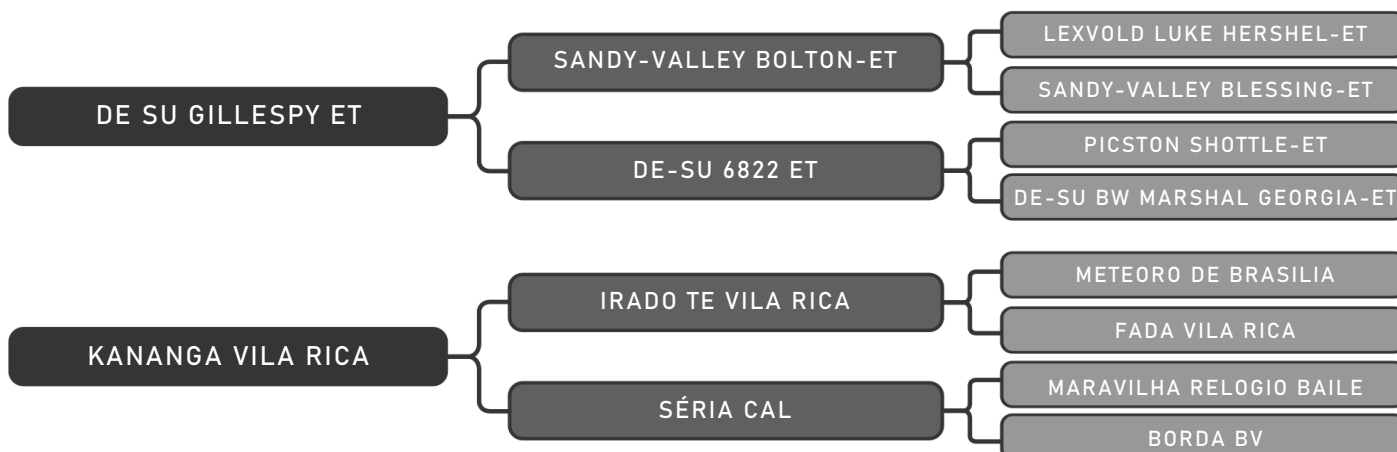 DE SU GILLESPY ET
SANDY-VALLEY BOLTON-ET
LEXVOLD LUKE HERSHEL-ET
SANDY-VALLEY BLESSING-ET
DE-SU 6822 ET
PICSTON SHOTTLE-ET
DE-SU BW MARSHAL GEORGIA-ET
KANANGA VILA RICA
IRADO TE VILA RICA
METEORO DE BRASILIA
FADA VILA RICA
SÉRIA CAL
MARAVILHA RELOGIO BAILE
BORDA BV